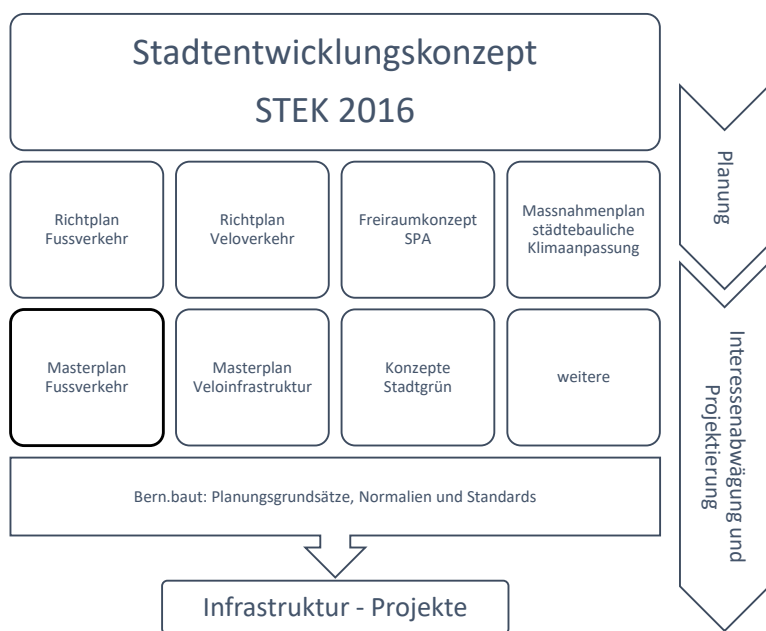 Stadtentwicklungskonzept
STEK 2016
Richtplan
Fussverkehr
Richtplan
Veloverkehr
Freiraumkonzept
SPA
Massnahmenplan
städtebauliche
Klimaanpassung
Masterplan
Fussverkehr
Masterplan
Veloinfrastruktur
Konzepte
Stadtgrün
weitere
Bern.baut: Planungsgrundsätze, Normalien und Standards
Infrastruktur - Projekte
Planung
Interessenabwägung und
Projektierung